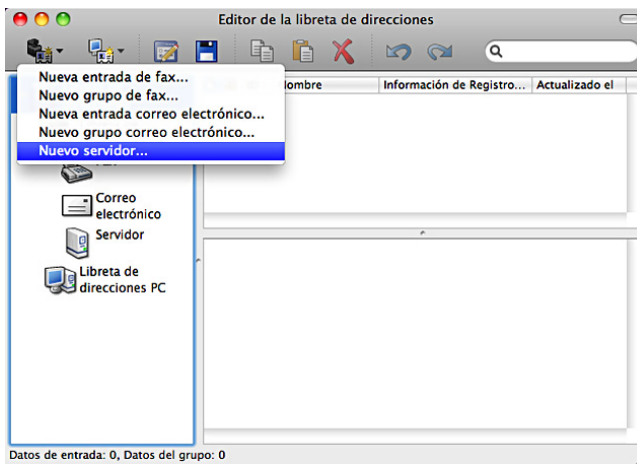 Editor de la libreta de direcciones
Nueva entrada de fax...
Nuevo grupo de fax...
Nueva entrada correo electrónico...
Nuevo grupo correo electrónico...
Nuevo servidor...
Información de Registro...
Actualizado el
Correo
electrónico
Servidor
Libreta de
direcciones PC
Datos de entrada: 0, Datos del grupo: 0